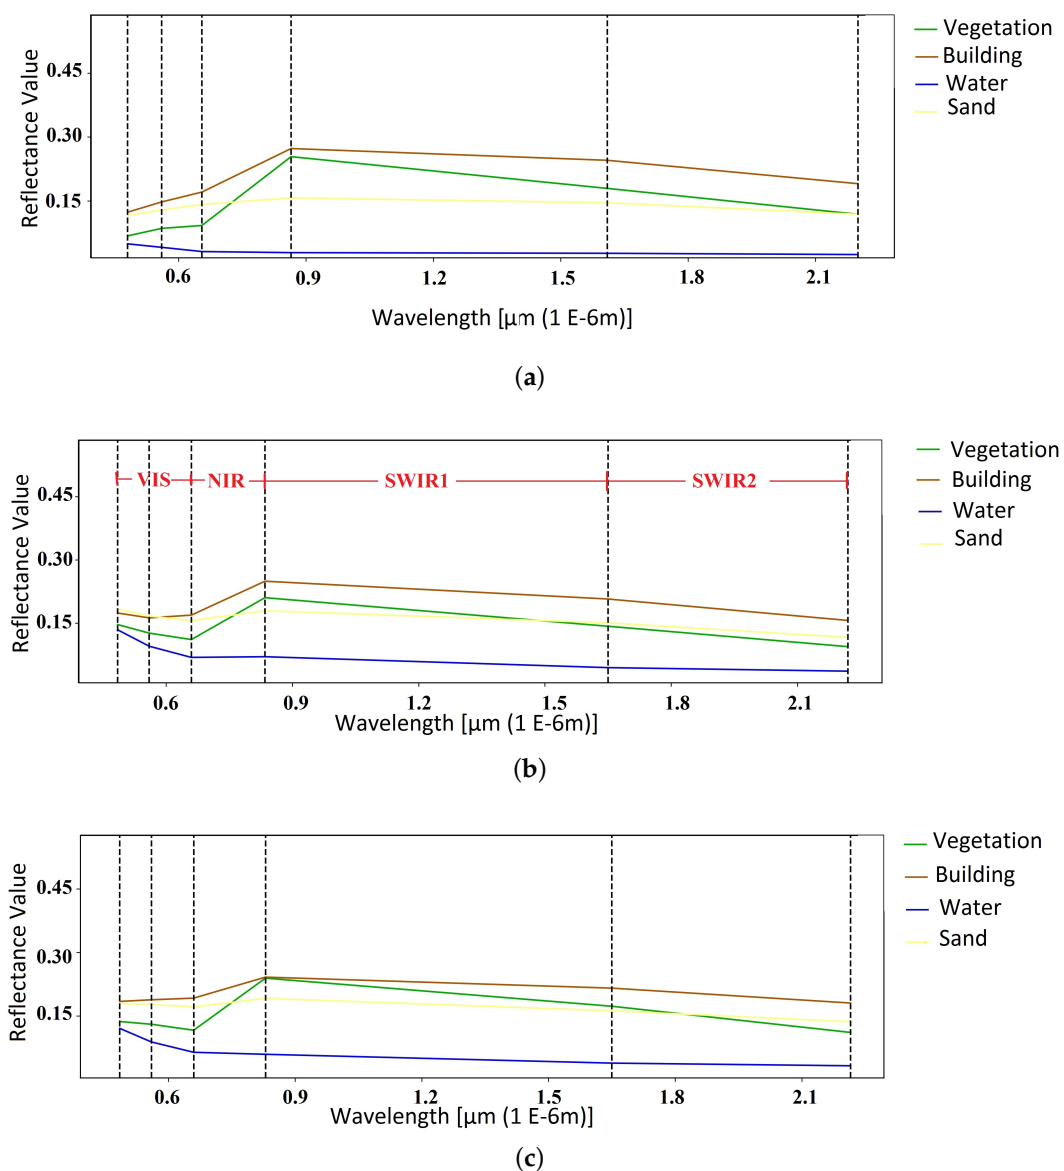 Vegetation
Building
Water
Sand
Reflectance Value
0.45
0.30
0.15
0.6 0.9 1.2 1.5 1.8 2.1
Wavelength [µm (1 E-6m)]
(a)
Vegetation
Building
Water
Sand
VIS NIR SWIR1 SWIR2
Reflectance Value
0.45
0.30
0.15
0.6 0.9 1.2 1.5 1.8 2.1
Wavelength [µm (1 E-6m)]
(b)
Vegetation
Building
Water
Sand
Reflectance Value
0.45
0.30
0.15
0.6 0.9 1.2 1.5 1.8 2.1
Wavelength [µm (1 E-6m)]
(c)